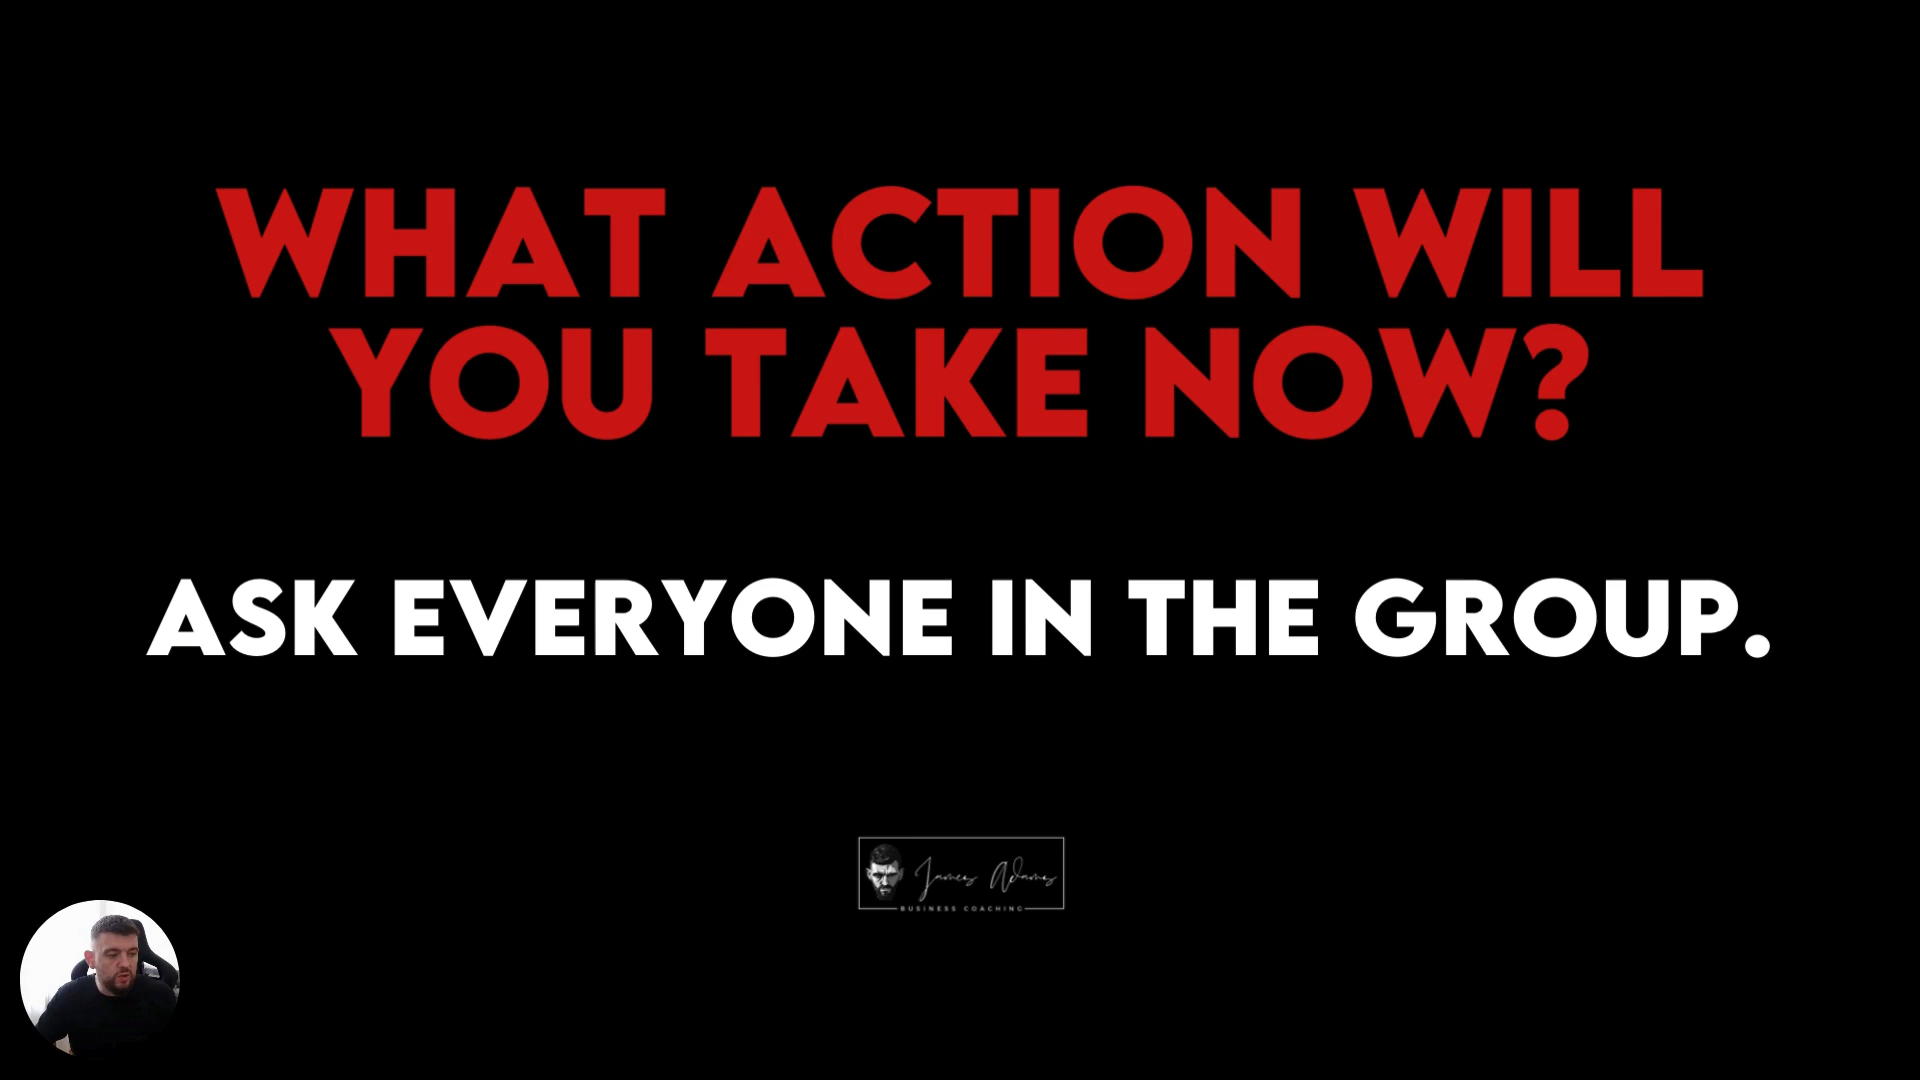 WHAT ACTION WILL
YOU TAKE NOW?
ASK EVERYONE IN THE GROUP.
James Adams
BUSINESS COACHING